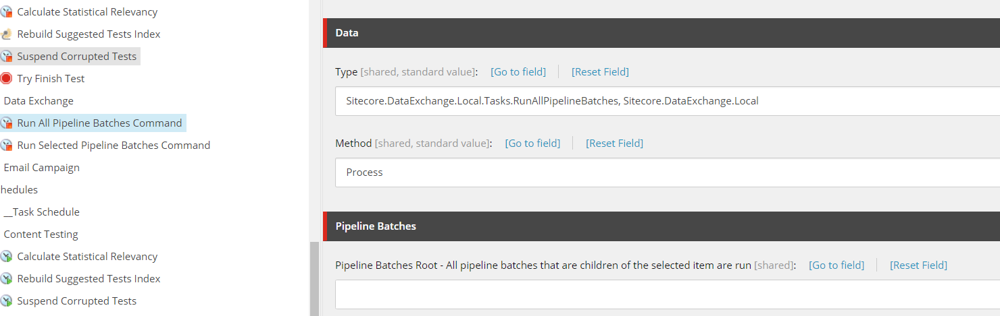 Calculate Statistical Relevancy
Rebuild Suggested Tests Index
Suspend Corrupted Tests
Try Finish Test
Data Exchange
Run All Pipeline Batches Command
Run Selected Pipeline Batches Command
Email Campaign
hedules
__Task Schedule
Content Testing
Calculate Statistical Relevancy
Rebuild Suggested Tests Index
Suspend Corrupted Tests
Data
Type [shared, standard value]: [Go to field] [Reset Field]
Sitecore.DataExchange.Local.Tasks.RunAllPipelineBatches, Sitecore.DataExchange.Local
Method [shared, standard value]: [Go to field] [Reset Field]
Process
Pipeline Batches
Pipeline Batches Root - All pipeline batches that are children of the selected item are run [shared]: [Go to field] [Reset Field]